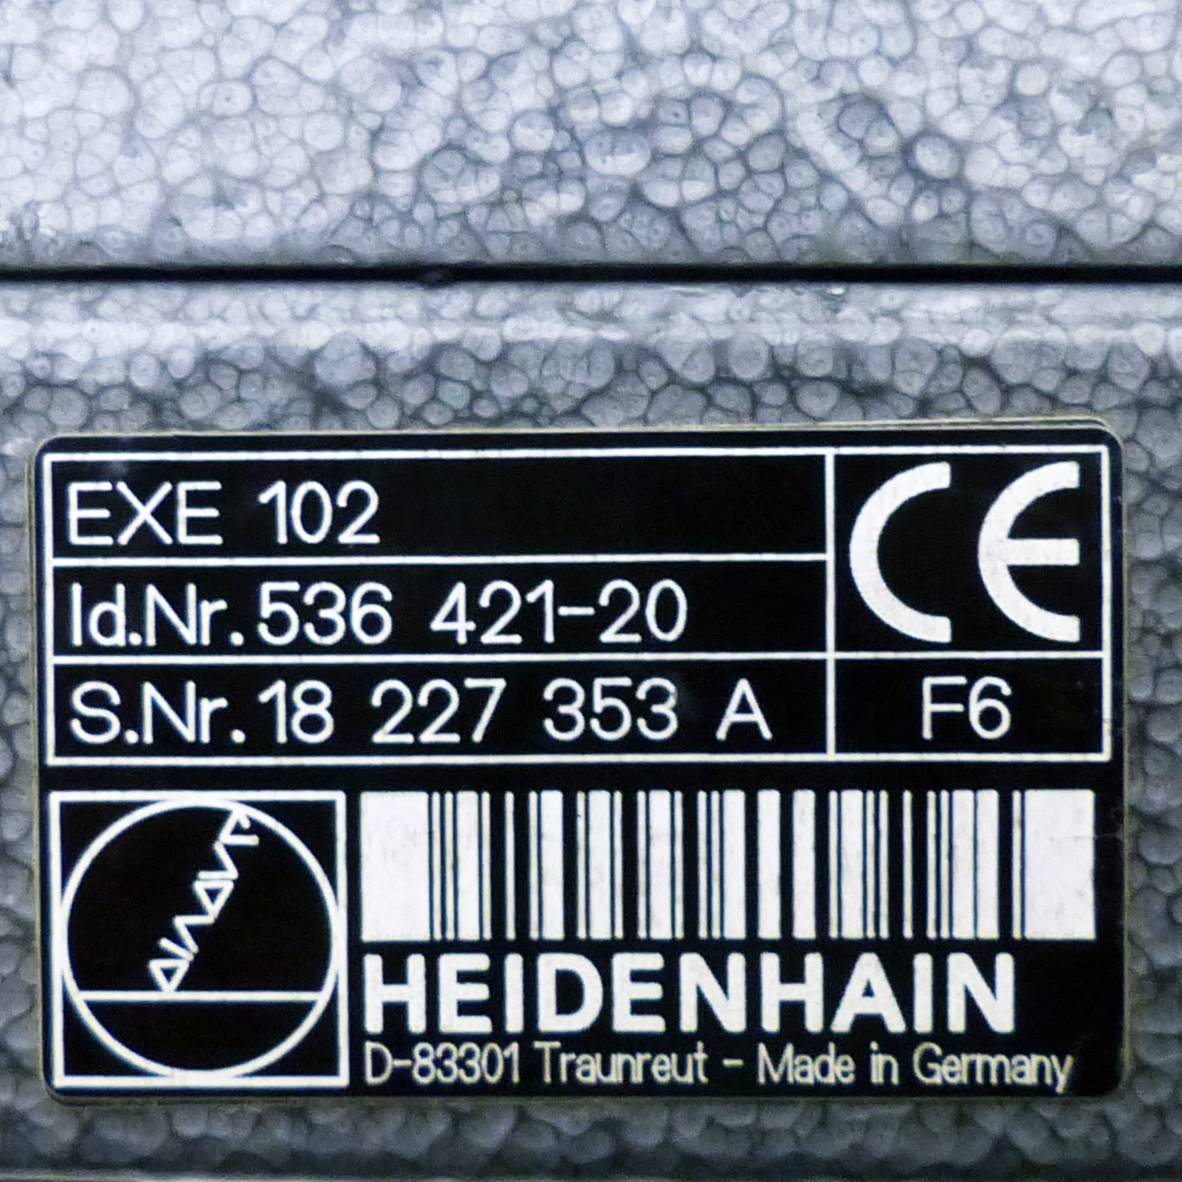 EXE 102
Id.Nr. 536 421-20
S.Nr. 18 227 353 A
CE
F6
HEIDENHAIN
D-83301 Traunreut - Made in Germany